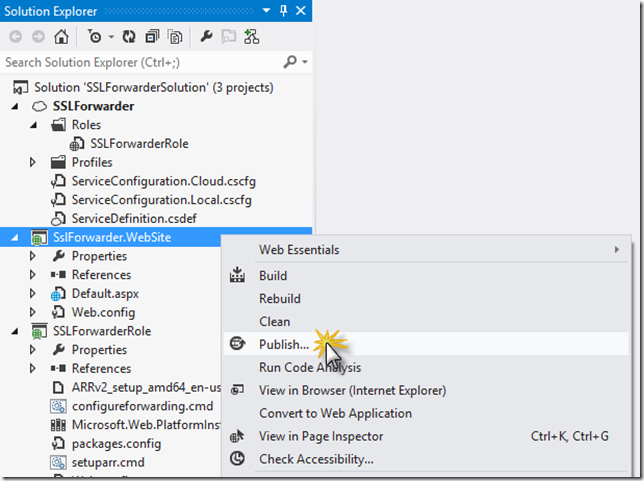 Solution Explorer
Search Solution Explorer (Ctrl+;)
Solution 'SSLForwarderSolution' (3 projects)
SSLForwarder
Roles
SSLForwarderRole
Profiles
ServiceConfiguration.Cloud.cscfg
ServiceConfiguration.Local.cscfg
ServiceDefinition.csdef
SslForwarder.WebSite
Properties
References
Default.aspx
Web.config
SSLForwarderRole
Properties
References
ARRv2_setup_amd64_en-us
configureforwarding.cmd
Microsoft.Web.PlatformIns
packages.config
setuparr.cmd
Web Essentials
Build
Rebuild
Clean
Publish...
Run Code Analysis
View in Browser (Internet Explorer)
Convert to Web Application
View in Page Inspector Ctrl+K, Ctrl+G
Check Accessibility...